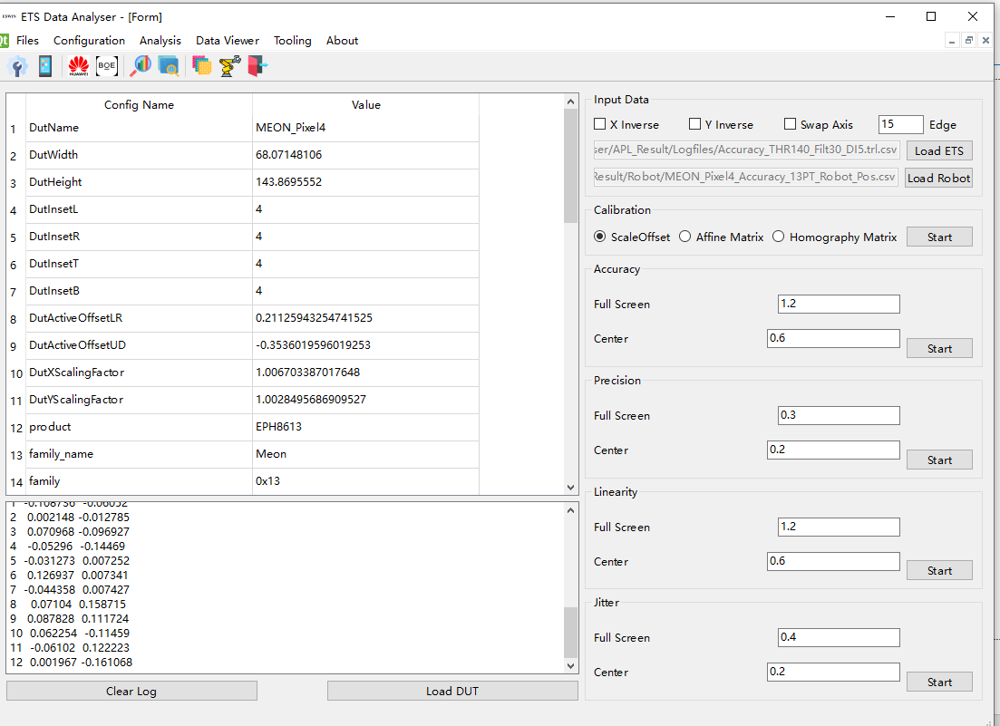 ESWIN ETS Data Analyser - [Form]
Files Configuration Analysis Data Viewer Tooling About
HUAWEI BOE
Config Name Value
1 DutName MEON_Pixel4
2 DutWidth 68.07148106
3 DutHeight 143.8695552
4 DutInsetL 4
5 DutInsetR 4
6 DutInsetT 4
7 DutInsetB 4
8 DutActiveOffsetLR 0.21125943254741525
9 DutActiveOffsetUD -0.3536019596019253
10 DutXScalingFactor 1.006703387017648
11 DutYScalingFactor 1.0028495686909527
12 product EPH8613
13 family_name Meon
14 family 0x13
1 -0.108736 -0.06052
2 0.002148 -0.012785
3 0.070968 -0.096927
4 -0.05296 -0.14469
5 -0.031273 0.007252
6 0.126937 0.007341
7 -0.044358 0.007427
8 0.07104 0.158715
9 0.087828 0.111724
10 0.062254 -0.11459
11 -0.06102 0.122223
12 0.001967 -0.161068
Clear Log Load DUT
Input Data
X Inverse Y Inverse Swap Axis 15 Edge
ser/APL_Result/Logfiles/Accuracy_THR140_Filt30_DI5.trl.csv Load ETS
Result/Robot/MEON_Pixel4_Accuracy_13PT_Robot_Pos.csv Load Robot
Calibration
ScaleOffset Affine Matrix Homography Matrix Start
Accuracy
Full Screen 1.2
Center 0.6
Start
Precision
Full Screen 0.3
Center 0.2
Start
Linearity
Full Screen 1.2
Center 0.6
Start
Jitter
Full Screen 0.4
Center 0.2
Start